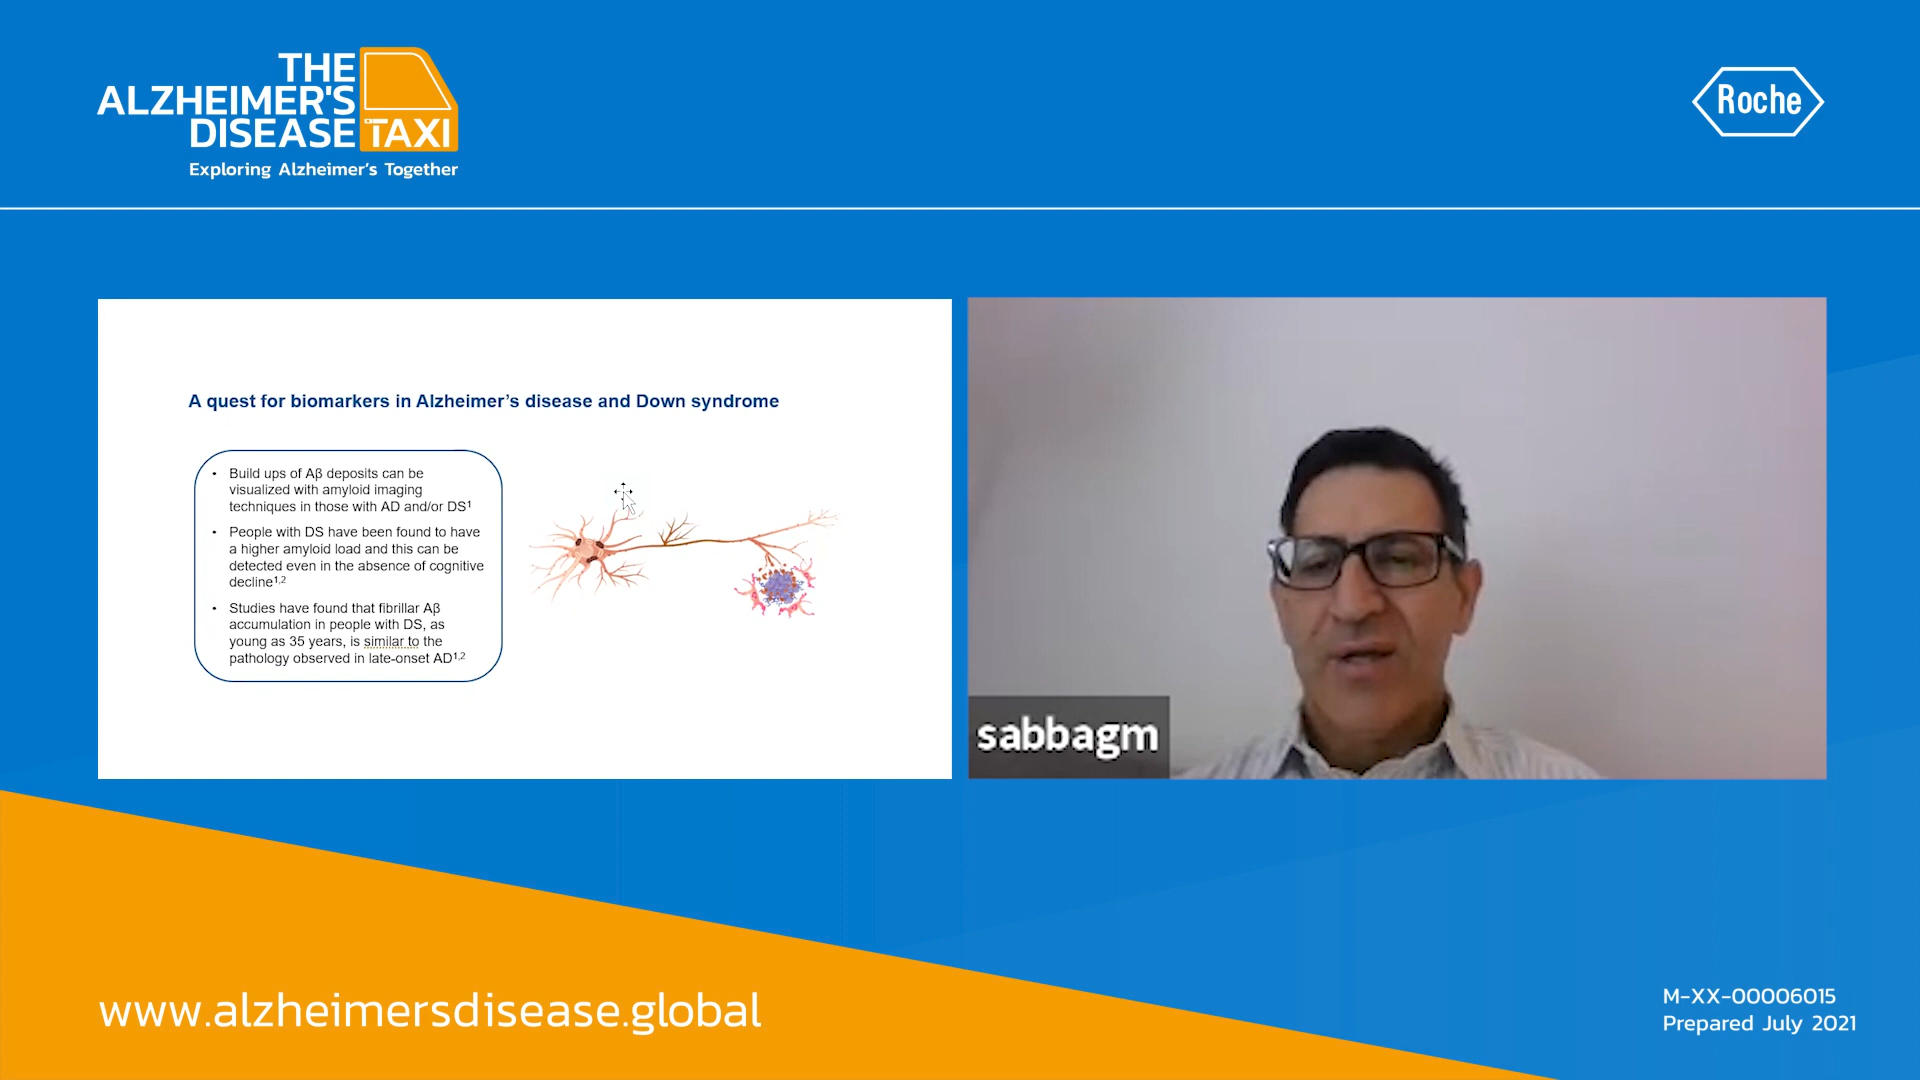 THE
ALZHEIMER'S
DISEASE TAXI
Exploring Alzheimer's Together
Roche
A quest for biomarkers in Alzheimer's disease and Down syndrome
• Build ups of Aβ deposits can be
visualized with amyloid imaging
techniques in those with AD and/or DS¹
• People with DS have been found to have
a higher amyloid load and this can be
detected even in the absence of cognitive
decline¹,²
• Studies have found that fibrillar Aβ
accumulation in people with DS, as
young as 35 years, is similar to the
pathology observed in late-onset AD¹,²
sabbagm
www.alzheimersdisease.global
M-XX-00006015
Prepared July 2021